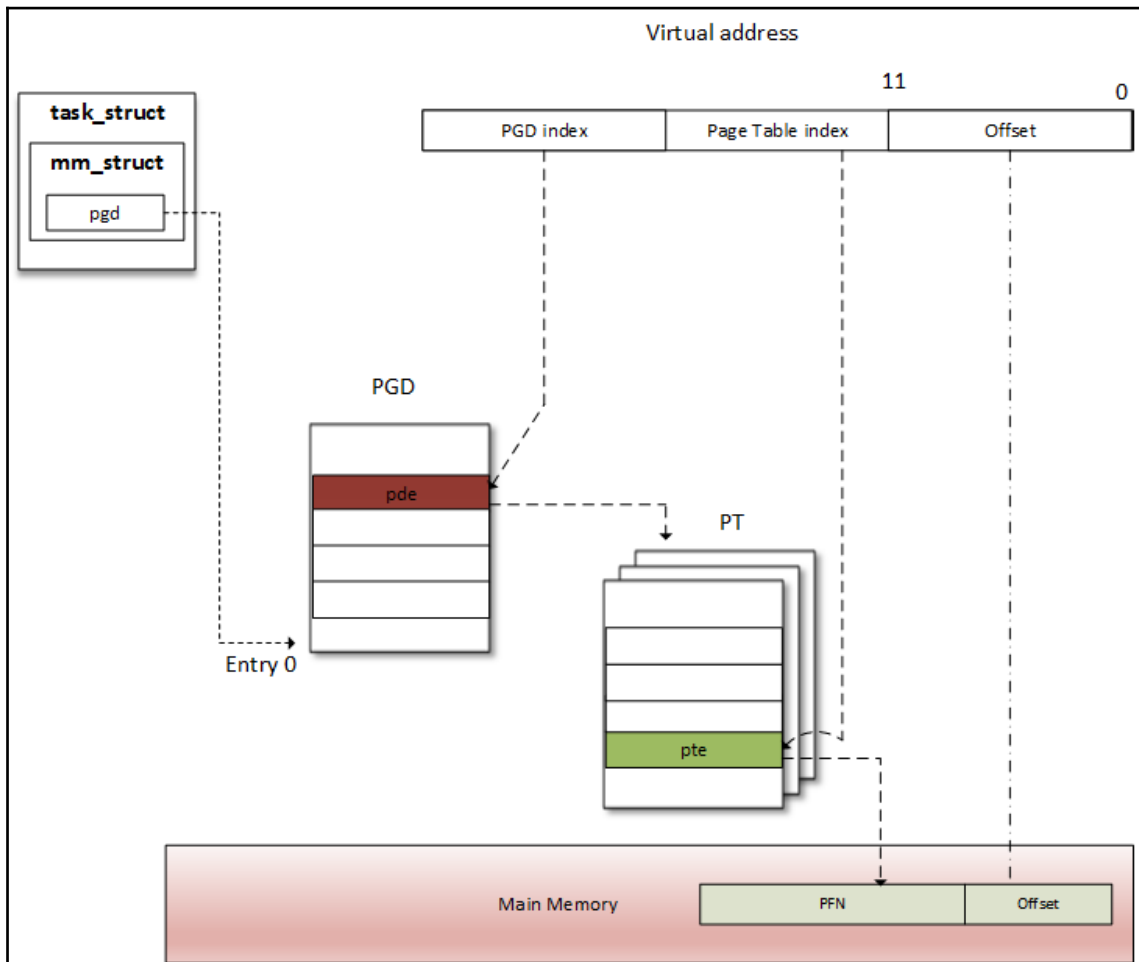 Virtual address
11
0
task_struct
PGD index
Page Table index
Offset
mm_struct
pgd
PGD
pde
PT
Entry 0
pte
Main Memory
PFN
Offset